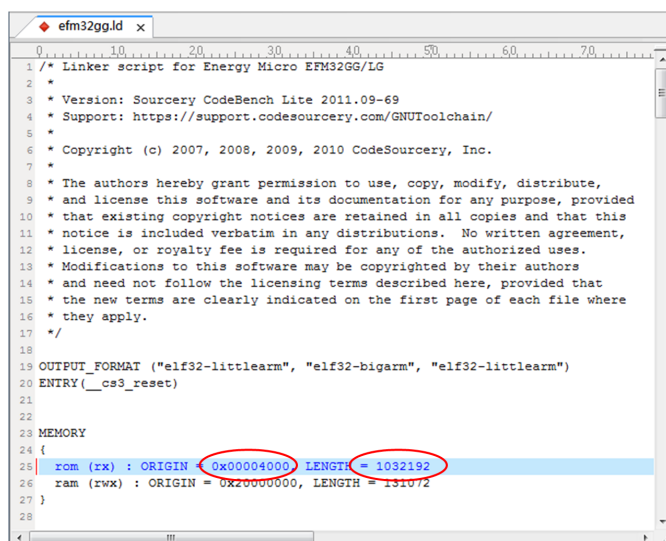 efm32gg.ld x
0 10 20 30 40 50 60 70
1 /* Linker script for Energy Micro EFM32GG/LG
2  *
3  * Version: Sourcery CodeBench Lite 2011.09-69
4  * Support: https://support.codesourcery.com/GNUToolchain/
5  *
6  * Copyright (c) 2007, 2008, 2009, 2010 CodeSourcery, Inc.
7  *
8  * The authors hereby grant permission to use, copy, modify, distribute,
9  * and license this software and its documentation for any purpose, provided
10  * that existing copyright notices are retained in all copies and that this
11  * notice is included verbatim in any distributions.  No written agreement,
12  * license, or royalty fee is required for any of the authorized uses.
13  * Modifications to this software may be copyrighted by their authors
14  * and need not follow the licensing terms described here, provided that
15  * the new terms are clearly indicated on the first page of each file where
16  * they apply.
17  */
18
19 OUTPUT_FORMAT ("elf32-littlearm", "elf32-bigarm", "elf32-littlearm")
20 ENTRY(__cs3_reset)
21
22
23 MEMORY
24 {
25   rom (rx) : ORIGIN = 0x00004000, LENGTH = 1032192
26   ram (rwx) : ORIGIN = 0x20000000, LENGTH = 131072
27 }
28